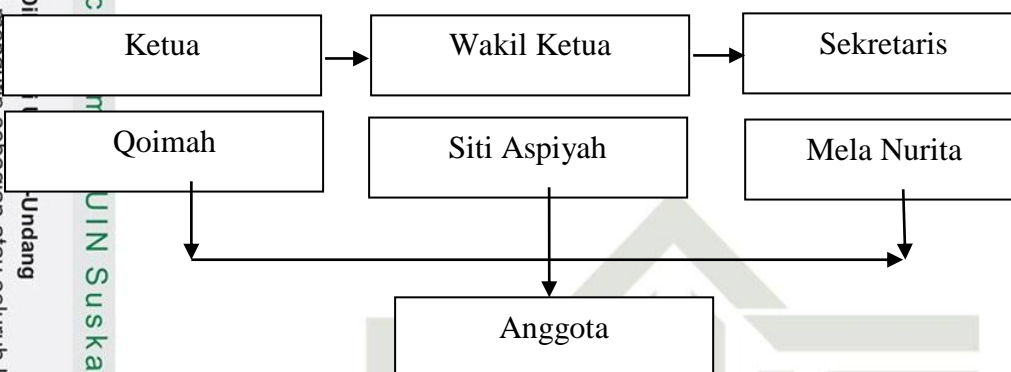 Ketua
Wakil Ketua
Sekretaris
Qoimah
Siti Aspiyah
Mela Nurita
Anggota
-Undang
UIN Suska